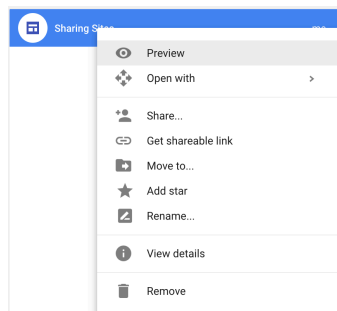 Sharing Sites
Preview
Open with
Share...
Get shareable link
Move to...
Add star
Rename...
View details
Remove